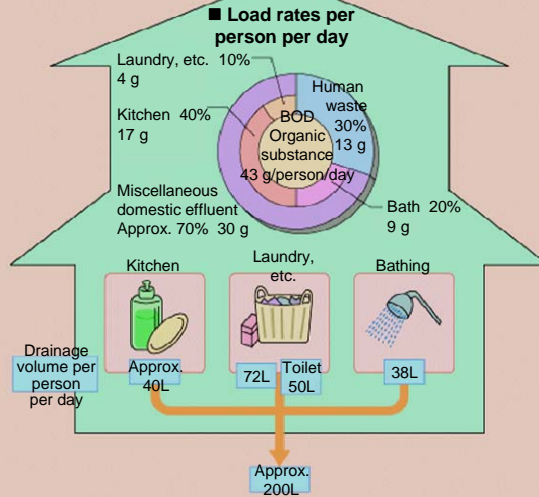 ■ Load rates per
person per day
Laundry, etc. 10%
4 g
Human
waste
30%
13 g
Kitchen 40%
17 g
BOD
Organic
substance
43 g/person/day
Miscellaneous
domestic effluent
Approx. 70% 30 g
Bath 20%
9 g
Kitchen
Laundry,
etc.
Bathing
Drainage
volume per
person
per day
Approx.
40L
72L
Toilet
50L
38L
Approx.
200L